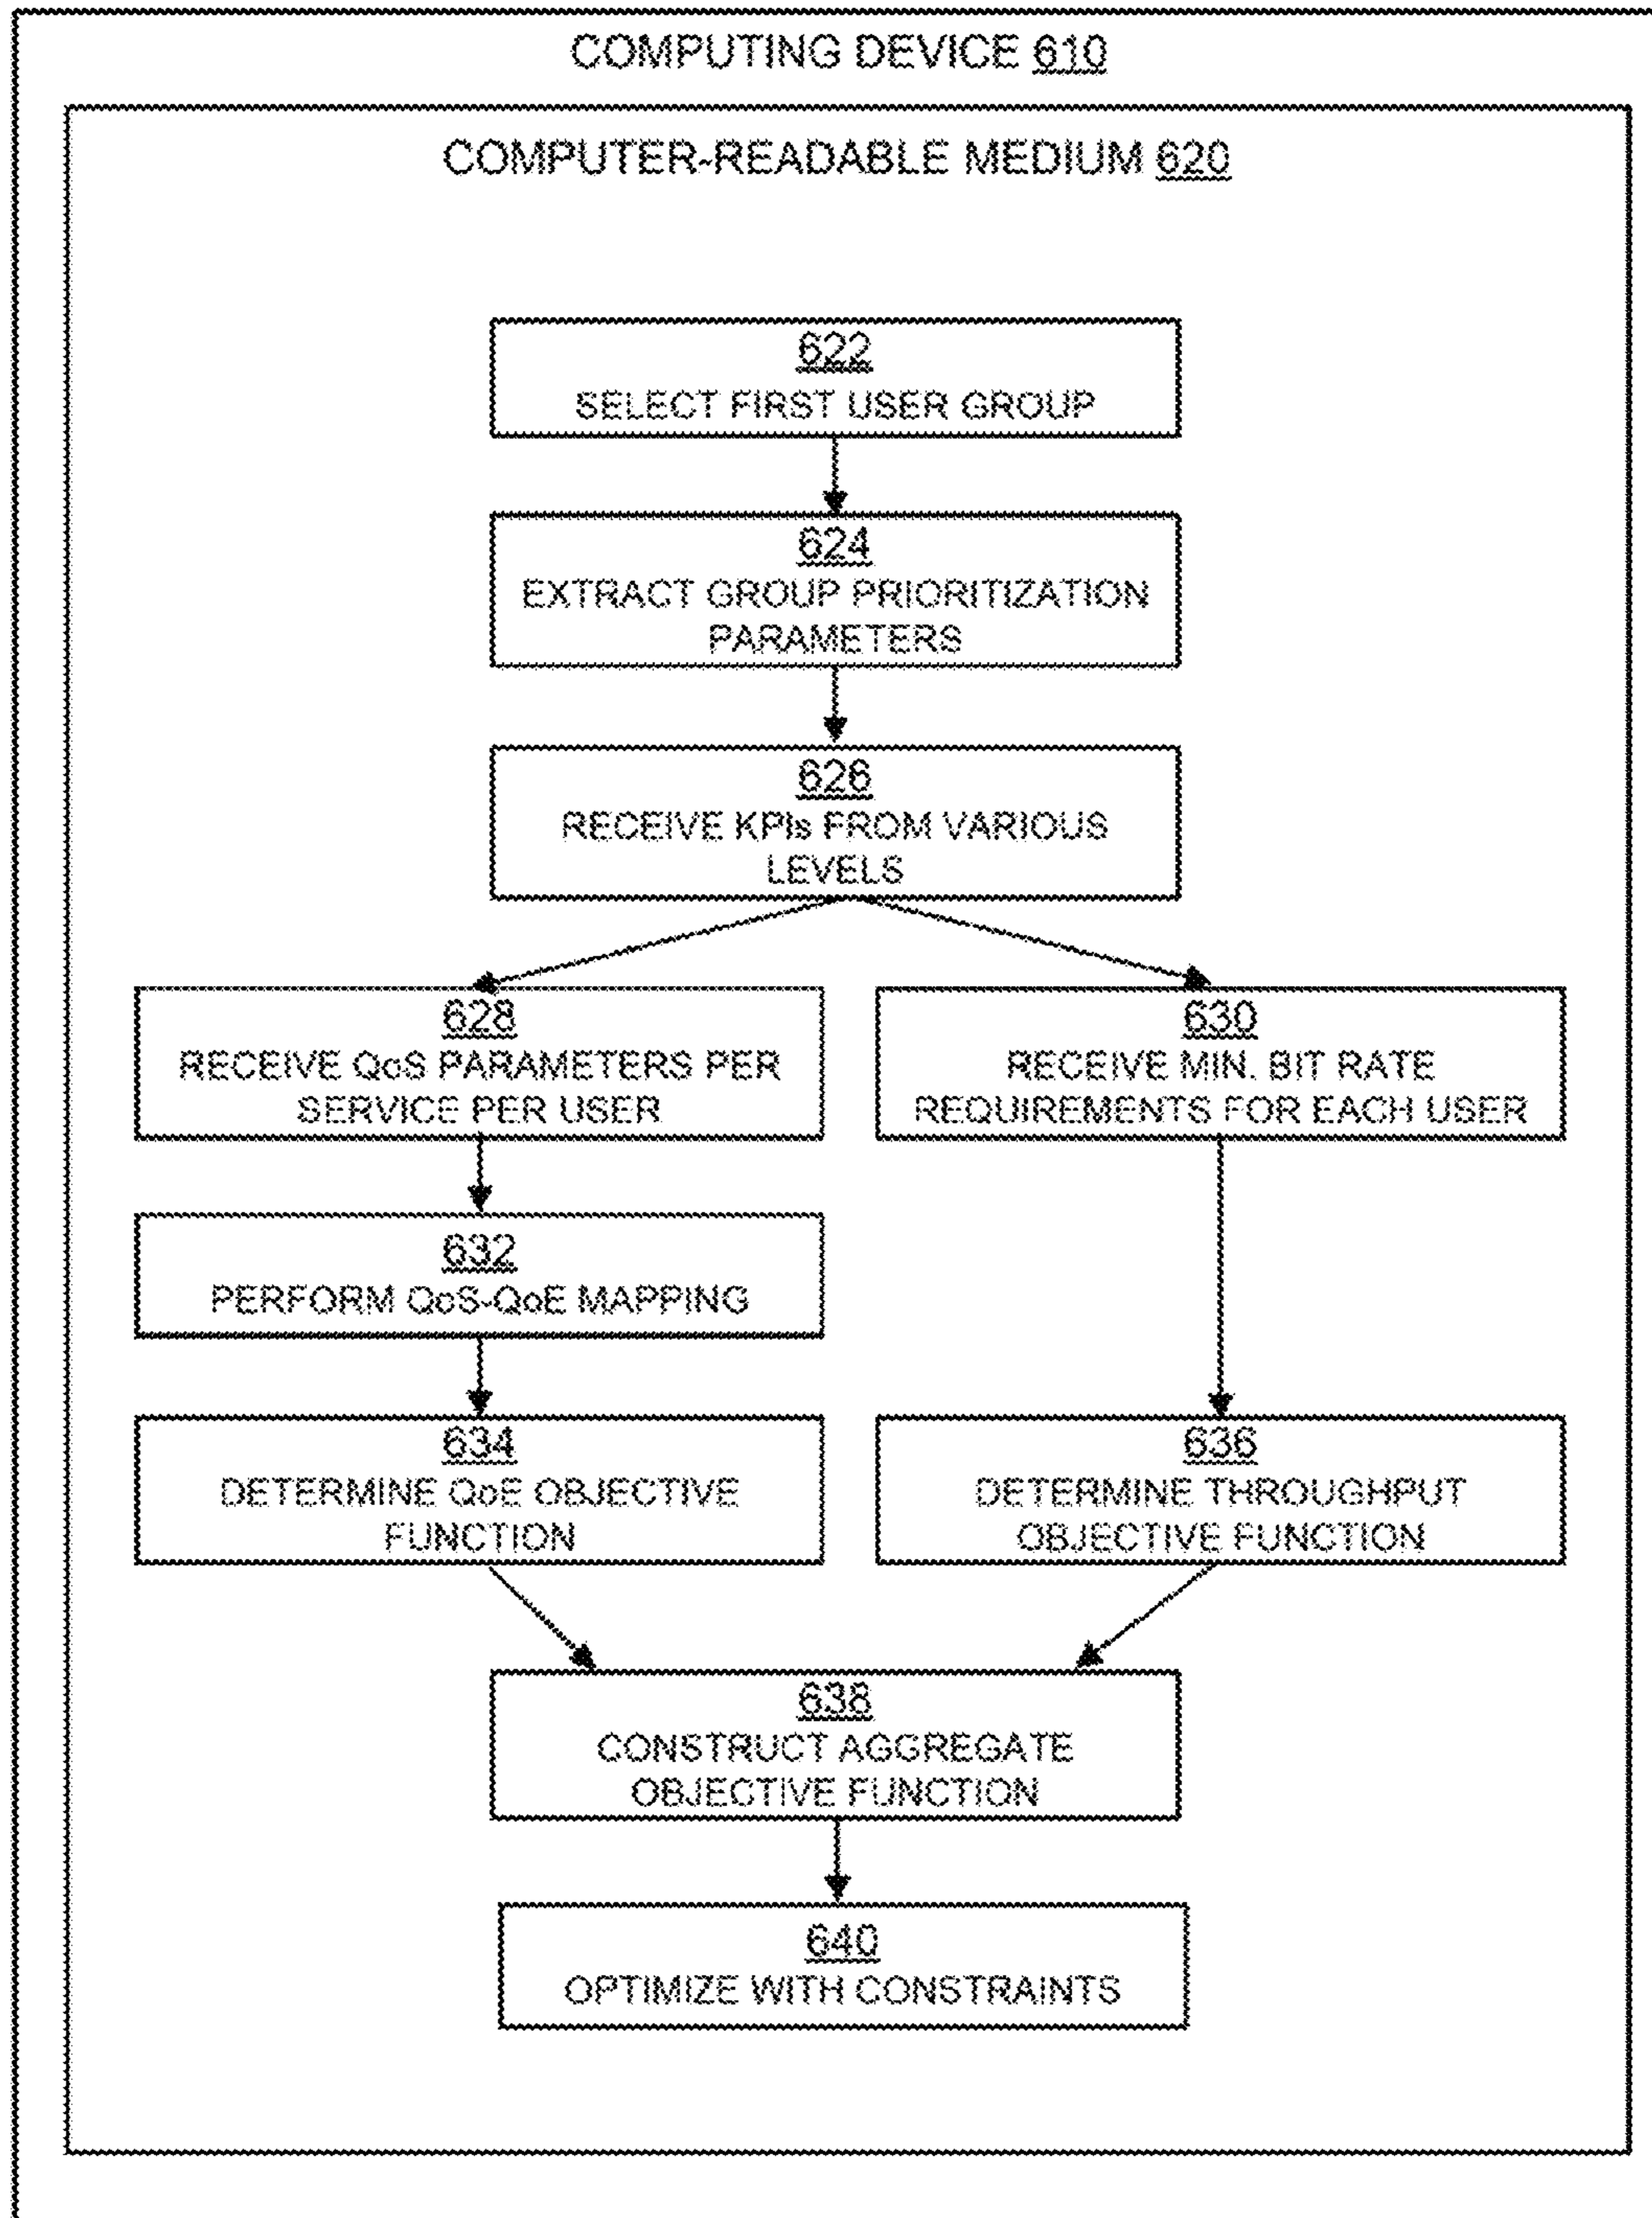 COMPUTING DEVICE 610
COMPUTER-READABLE MEDIUM 620
622
SELECT FIRST USER GROUP
624
EXTRACT GROUP PRIORITIZATION
PARAMETERS
626
RECEIVE KPIs FROM VARIOUS
LEVELS
628
RECEIVE QoS PARAMETERS PER
SERVICE PER USER
630
RECEIVE MIN. BIT RATE
REQUIREMENTS FOR EACH USER
632
PERFORM QoS-QoE MAPPING
634
DETERMINE QoE OBJECTIVE
FUNCTION
636
DETERMINE THROUGHPUT
OBJECTIVE FUNCTION
638
CONSTRUCT AGGREGATE
OBJECTIVE FUNCTION
640
OPTIMIZE WITH CONSTRAINTS